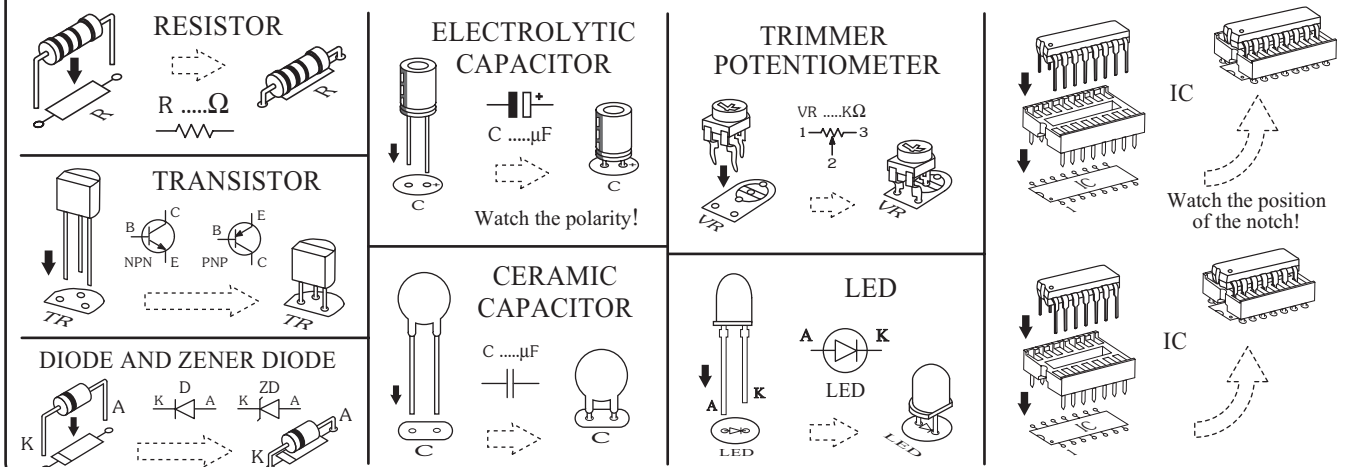 RESISTOR
R .....Ω
R
R
TRANSISTOR
B
C
E
NPN
B
E
C
PNP
TR
TR
DIODE AND ZENER DIODE
D
K
A
ZD
K
A
A
K
A
K
ELECTROLYTIC
CAPACITOR
+
C .....μF
+
C
+
C
Watch the polarity!
CERAMIC
CAPACITOR
C .....μF
C
C
TRIMMER
POTENTIOMETER
VR .....KΩ
1
3
2
VR
VR
LED
A
K
LED
K
A
LED
LED
IC
IC
1
Watch the position
of the notch!
IC
IC